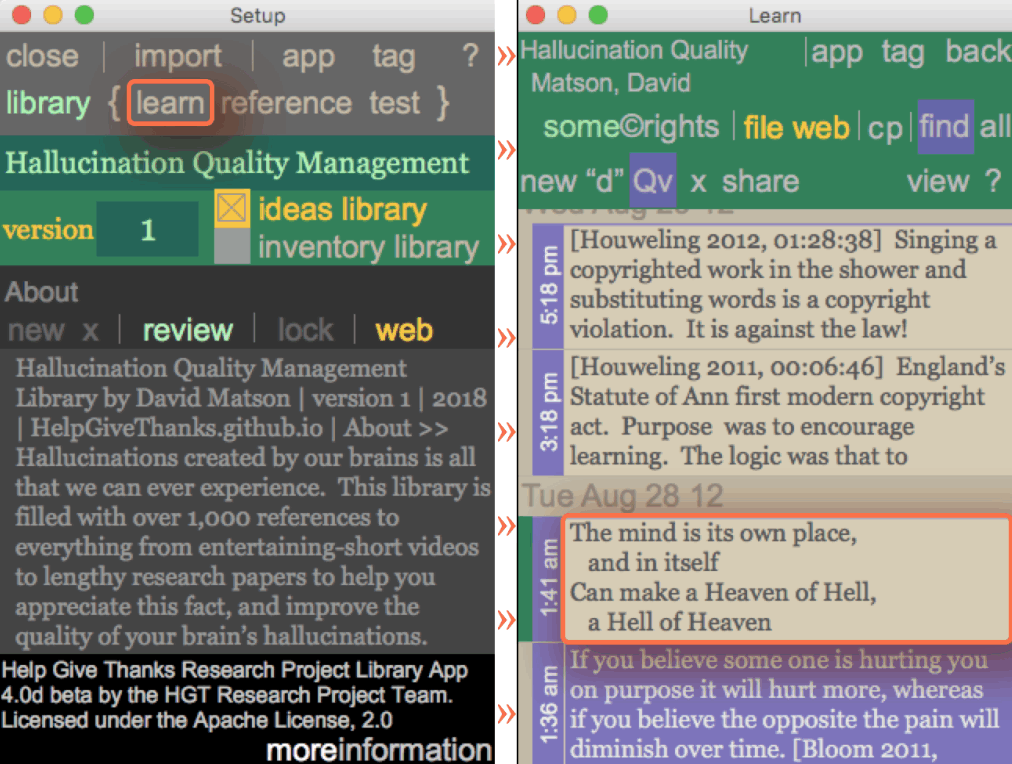 Setup
close | import | app tag ?
library { learn reference test }
Hallucination Quality Management
version 1
ideas library
inventory library
About
new x | review | lock | web
Hallucination Quality Management
Library by David Matson | version 1 | 2018
| HelpGiveThanks.github.io | About >>
Hallucinations created by our brains is all
that we can ever experience. This library is
filled with over 1,000 references to
everything from entertaining-short videos
to lengthy research papers to help you
appreciate this fact, and improve the
quality of your brain's hallucinations.
Help Give Thanks Research Project Library App
4.0d beta by the HGT Research Project Team.
Licensed under the Apache License, 2.0
moreinformation
»
»
»
»
»
»
»
»
Learn
Hallucination Quality | app tag back
Matson, David
some©rights | file web | cp | find all
new “d” Qv x share view ?
Wed Aug 29 12
5:18 pm
[Houweling 2012, 01:28:38] Singing a
copyrighted work in the shower and
substituting words is a copyright
violation. It is against the law!
3:18 pm
[Houweling 2011, 00:06:46] England's
Statute of Ann first modern copyright
act. Purpose was to encourage
learning. The logic was that to
Tue Aug 28 12
1:41 am
The mind is its own place,
and in itself
Can make a Heaven of Hell,
a Hell of Heaven
1:36 am
If you believe some one is hurting you
on purpose it will hurt more, whereas
if you believe the opposite the pain will
diminish over time. [Bloom 2011,